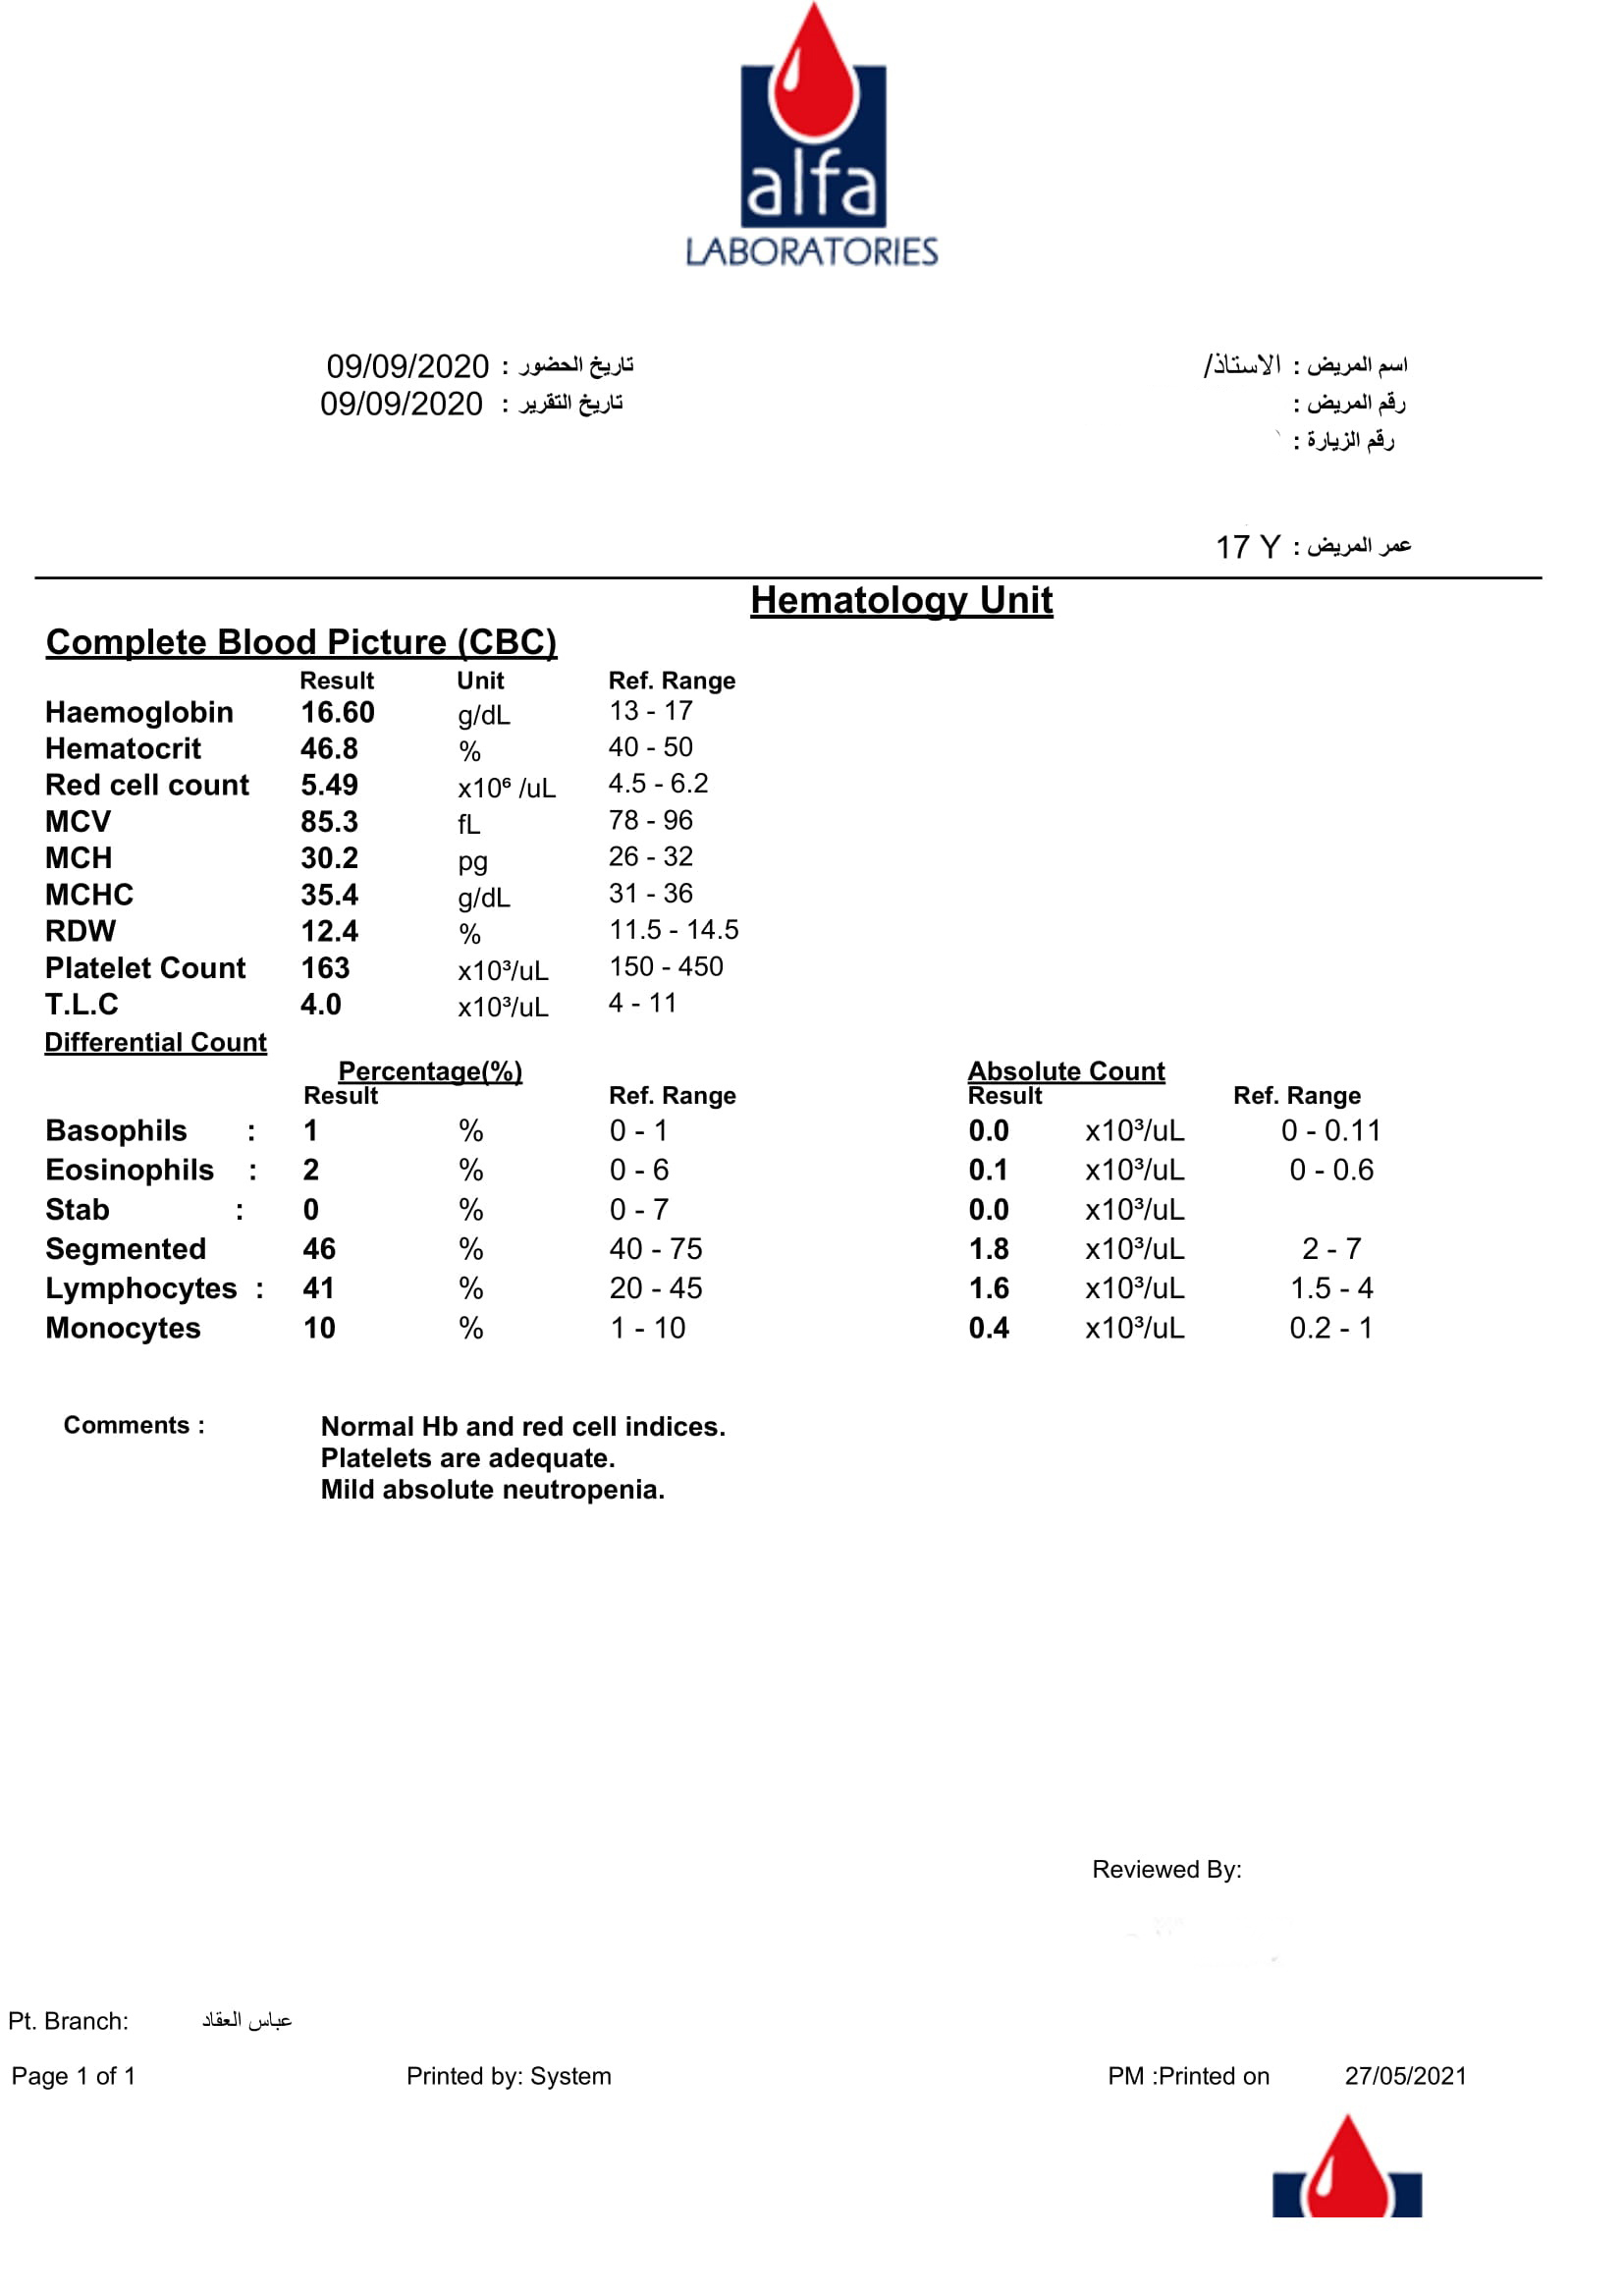 alfa
LABORATORIES
اسم المريض : الاستاذ/
تاريخ الحضور : 09/09/2020
رقم المريض :
تاريخ التقرير : 09/09/2020
رقم الزيارة :
عمر المريض : 17 Y
Hematology Unit
Complete Blood Picture (CBC)
Result Unit Ref. Range
Haemoglobin 16.60 g/dL 13 - 17
Hematocrit 46.8 % 40 - 50
Red cell count 5.49 x10⁶ /uL 4.5 - 6.2
MCV 85.3 fL 78 - 96
MCH 30.2 pg 26 - 32
MCHC 35.4 g/dL 31 - 36
RDW 12.4 % 11.5 - 14.5
Platelet Count 163 x10³/uL 150 - 450
T.L.C 4.0 x10³/uL 4 - 11
Differential Count
Percentage(%) Absolute Count
Result Ref. Range Result Ref. Range
Basophils : 1 % 0 - 1 0.0 x10³/uL 0 - 0.11
Eosinophils : 2 % 0 - 6 0.1 x10³/uL 0 - 0.6
Stab : 0 % 0 - 7 0.0 x10³/uL
Segmented 46 % 40 - 75 1.8 x10³/uL 2 - 7
Lymphocytes : 41 % 20 - 45 1.6 x10³/uL 1.5 - 4
Monocytes 10 % 1 - 10 0.4 x10³/uL 0.2 - 1
Comments : Normal Hb and red cell indices.
Platelets are adequate.
Mild absolute neutropenia.
Reviewed By:
Pt. Branch: عباس العقاد
Page 1 of 1 Printed by: System PM :Printed on 27/05/2021